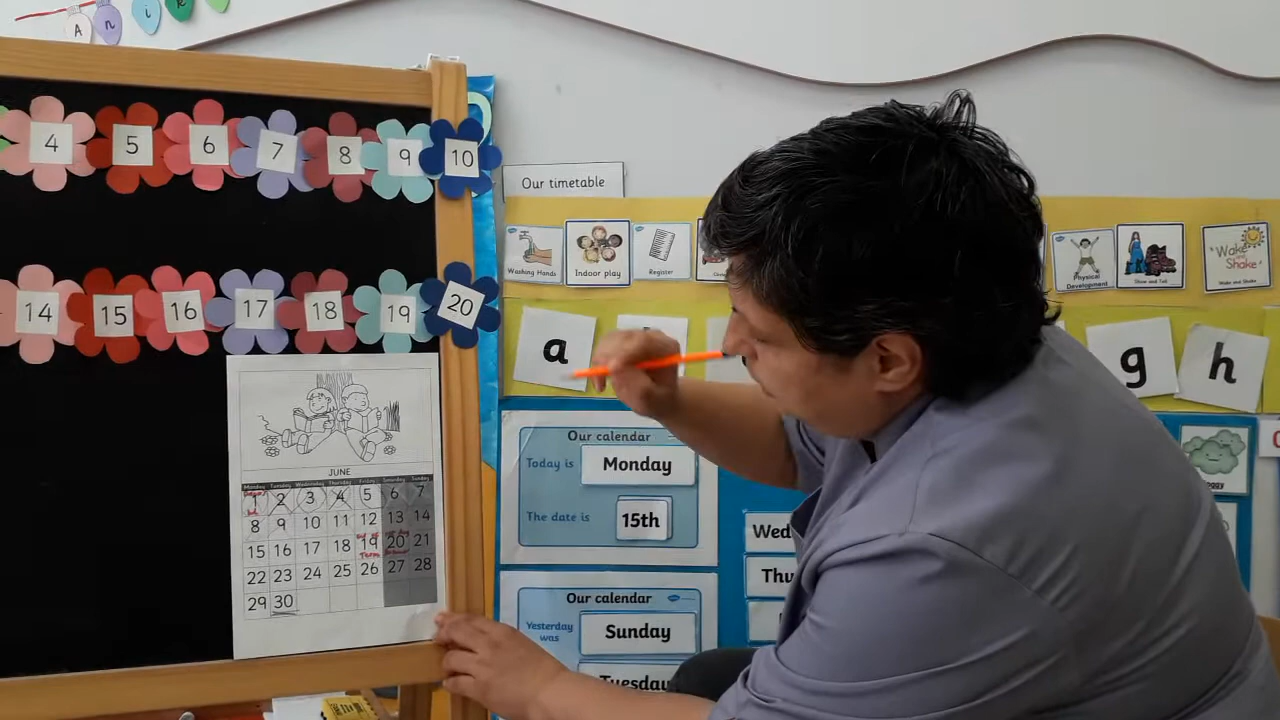 A n i k
4 5 6 7 8 9 10
Our timetable
Washing Hands
Indoor play
Register
Physical Development
Show and Tell
"Wake and Shake"
Wake and Shake
14 15 16 17 18 19 20
a
g
h
JUNE
Monday Tuesday Wednesday Thursday Friday Saturday Sunday
1 2 3 4 5 6 7
8 9 10 11 12 13 14
15 16 17 18 19 20 21
Term
22 23 24 25 26 27 28
29 30
Our calendar
Today is Monday
The date is 15th
Our calendar
Yesterday was Sunday
Tuesday
Wed
Thu